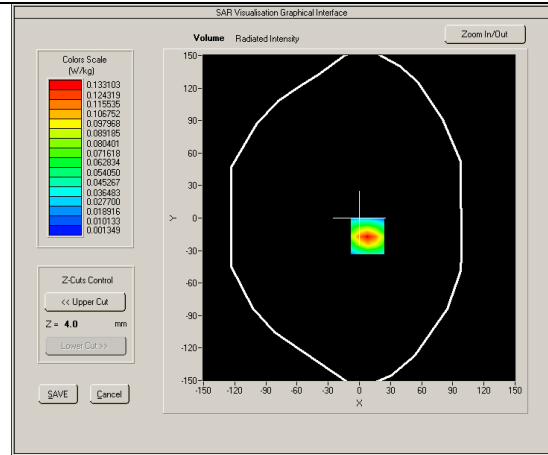 SAR Visualisation Graphical Interface
Volume Radiated Intensity
Zoom In/Out
Colors Scale
(W/kg)
0.133103
0.124319
0.115535
0.106752
0.097968
0.089185
0.080401
0.071618
0.062834
0.054050
0.045267
0.036483
0.027700
0.018916
0.010133
0.001349
Z-Cuts Control
<< Upper Cut
Z = 4.0 mm
Lower Cut >>
SAVE
Cancel
150
120
90
60
30
0
-30
-60
-90
-120
-150
Y
-150 -120 -90 -60 -30 0 30 60 90 120 150
X